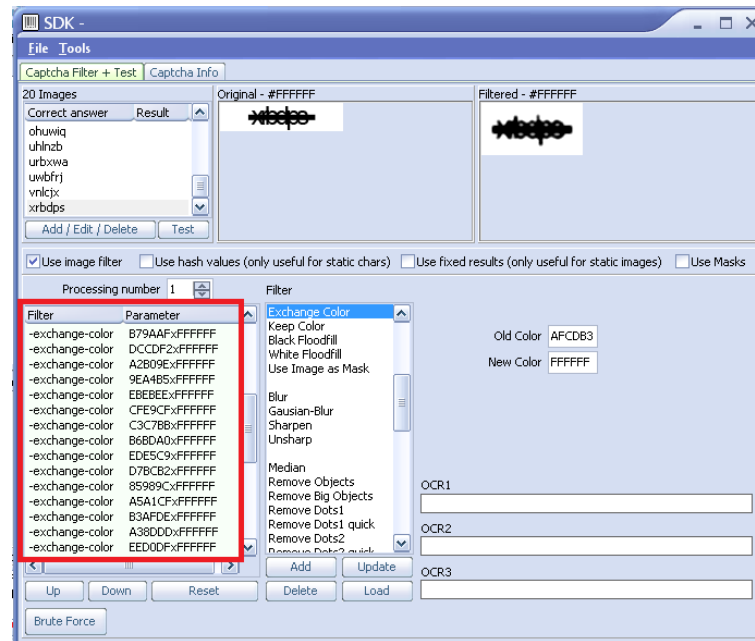 SDK -
File Tools
Captcha Filter + Test Captcha Info
20 Images
Correct answer Result
ohuwiq
uhlnzb
urbxwa
uwbfrj
vnlcjx
xrbdps
Add / Edit / Delete Test
Original - #FFFFFF
xrbdps
Filtered - #FFFFFF
xrbdps
Use image filter Use hash values (only useful for static chars) Use fixed results (only useful for static images) Use Masks
Processing number 1
Filter Parameter
-exchange-color B79AAFxFFFFFF
-exchange-color DCCDF2xFFFFFF
-exchange-color A2B09ExFFFFFF
-exchange-color 9EA4B5xFFFFFF
-exchange-color EBEBEExFFFFFF
-exchange-color CFE9CFxFFFFFF
-exchange-color C3C7BBxFFFFFF
-exchange-color B6BDA0xFFFFFF
-exchange-color EDE5C9xFFFFFF
-exchange-color D7BCB2xFFFFFF
-exchange-color 85989CxFFFFFF
-exchange-color A5A1CFxFFFFFF
-exchange-color B3AFDExFFFFFF
-exchange-color A38DDDxFFFFFF
-exchange-color EED0DFxFFFFFF
Up Down Reset
Brute Force
Filter
Exchange Color
Keep Color
Black Floodfill
White Floodfill
Use Image as Mask
Blur
Gausian-Blur
Sharpen
Unsharp
Median
Remove Objects
Remove Big Objects
Remove Dots1
Remove Dots1 quick
Remove Dots2
Remove Dots2 quick
Add Update
Delete Load
Old Color AFCDB3
New Color FFFFFF
OCR1
OCR2
OCR3